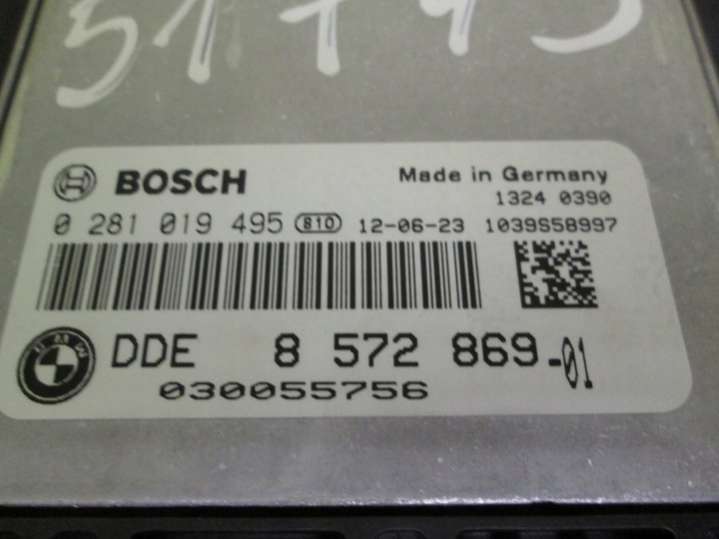 BOSCH
Made in Germany
1324 0390
0 281 019 495 810 12-06-23 1039S58997
DDE 8 572 869-01
030055756